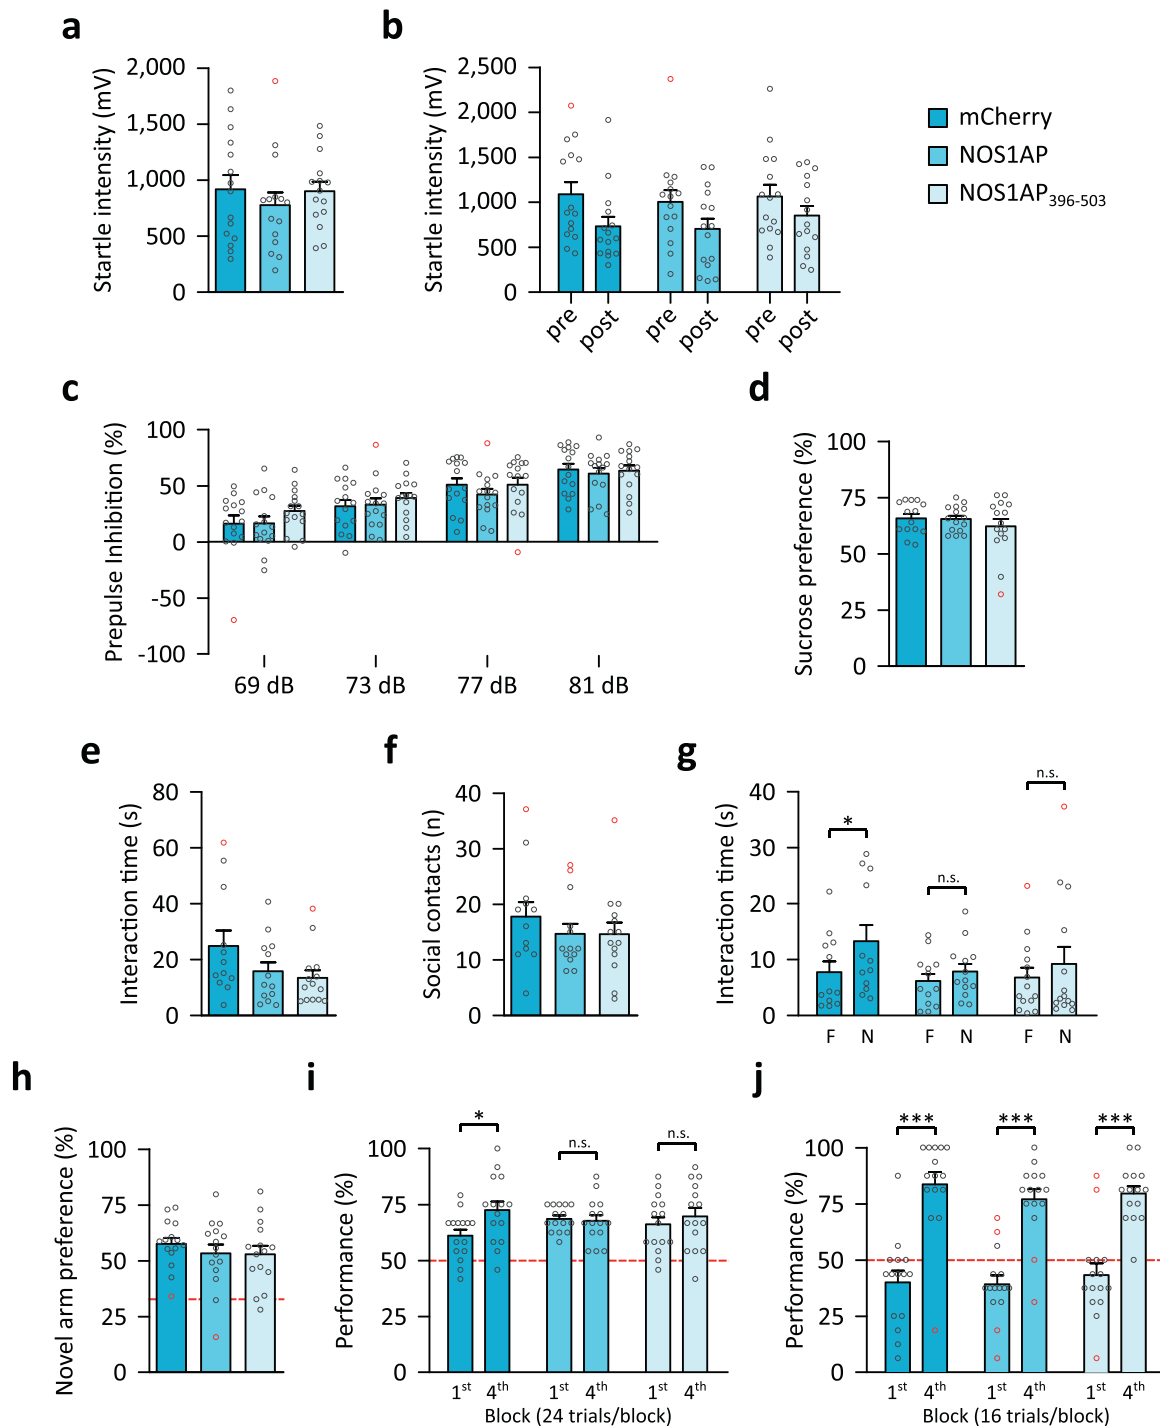 a
b
2,000
1,500
1,000
500
0
Startle intensity (mV)
2,500
2,000
1,500
1,000
500
0
Startle intensity (mV)
pre
post
pre
post
pre
post
mCherry
NOS1AP
NOS1AP396-503
c
d
100
50
0
-50
-100
Prepulse Inhibition (%)
69 dB
73 dB
77 dB
81 dB
100
75
50
25
0
Sucrose preference (%)
e
f
g
80
60
40
20
0
Interaction time (s)
40
30
20
10
0
Social contacts (n)
40
30
20
10
0
Interaction time (s)
*
n.s.
n.s.
F
N
F
N
F
N
h
i
j
100
75
50
25
0
Novel arm preference (%)
100
75
50
25
0
Performance (%)
*
n.s.
n.s.
1st
4th
1st
4th
1st
4th
Block (24 trials/block)
100
75
50
25
0
Performance (%)
***
***
***
1st
4th
1st
4th
1st
4th
Block (16 trials/block)